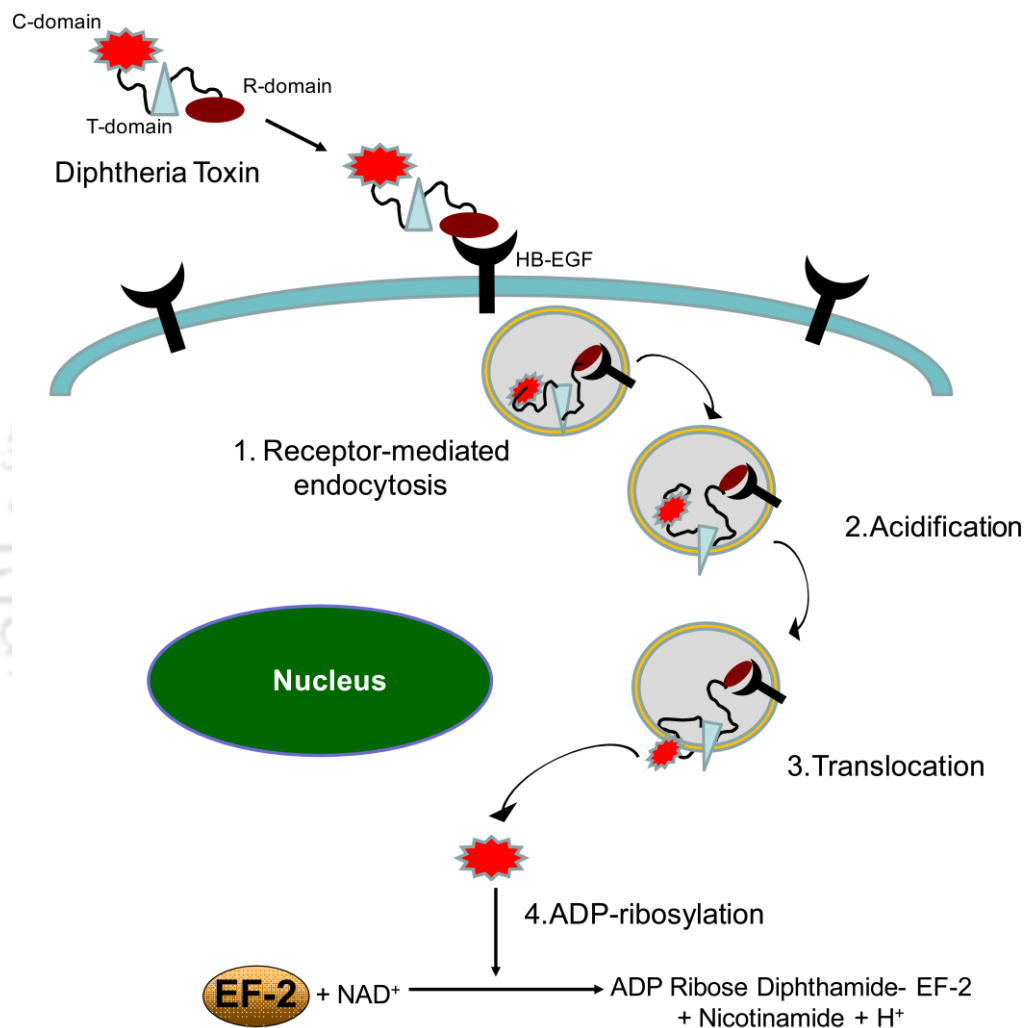 C-domain
R-domain
T-domain
Diphtheria Toxin
HB-EGF
1. Receptor-mediated
endocytosis
2.Acidification
Nucleus
3.Translocation
4.ADP-ribosylation
EF-2 + NAD⁺
ADP Ribose Diphthamide- EF-2
+ Nicotinamide + H⁺